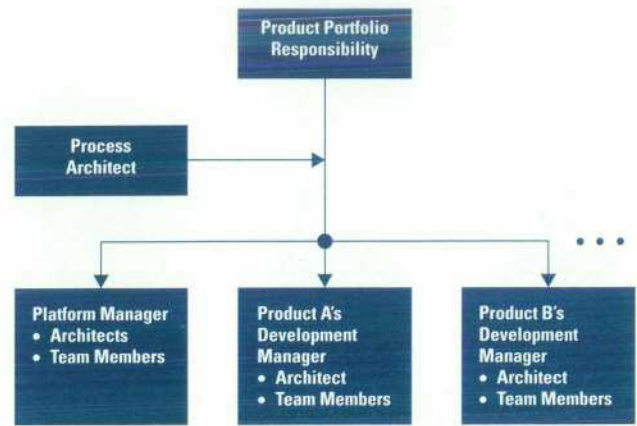 Product Portfolio
Responsibility
Process
Architect
• • •
Platform Manager
• Architects
• Team Members
Product A's
Development
Manager
• Architect
• Team Members
Product B's
Development
Manager
• Architect
• Team Members